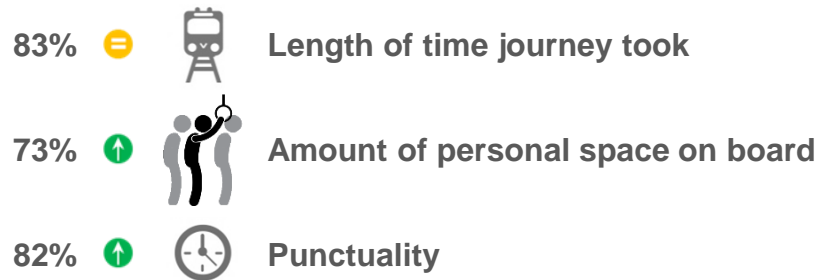 83% Length of time journey took
73% Amount of personal space on board
82% Punctuality